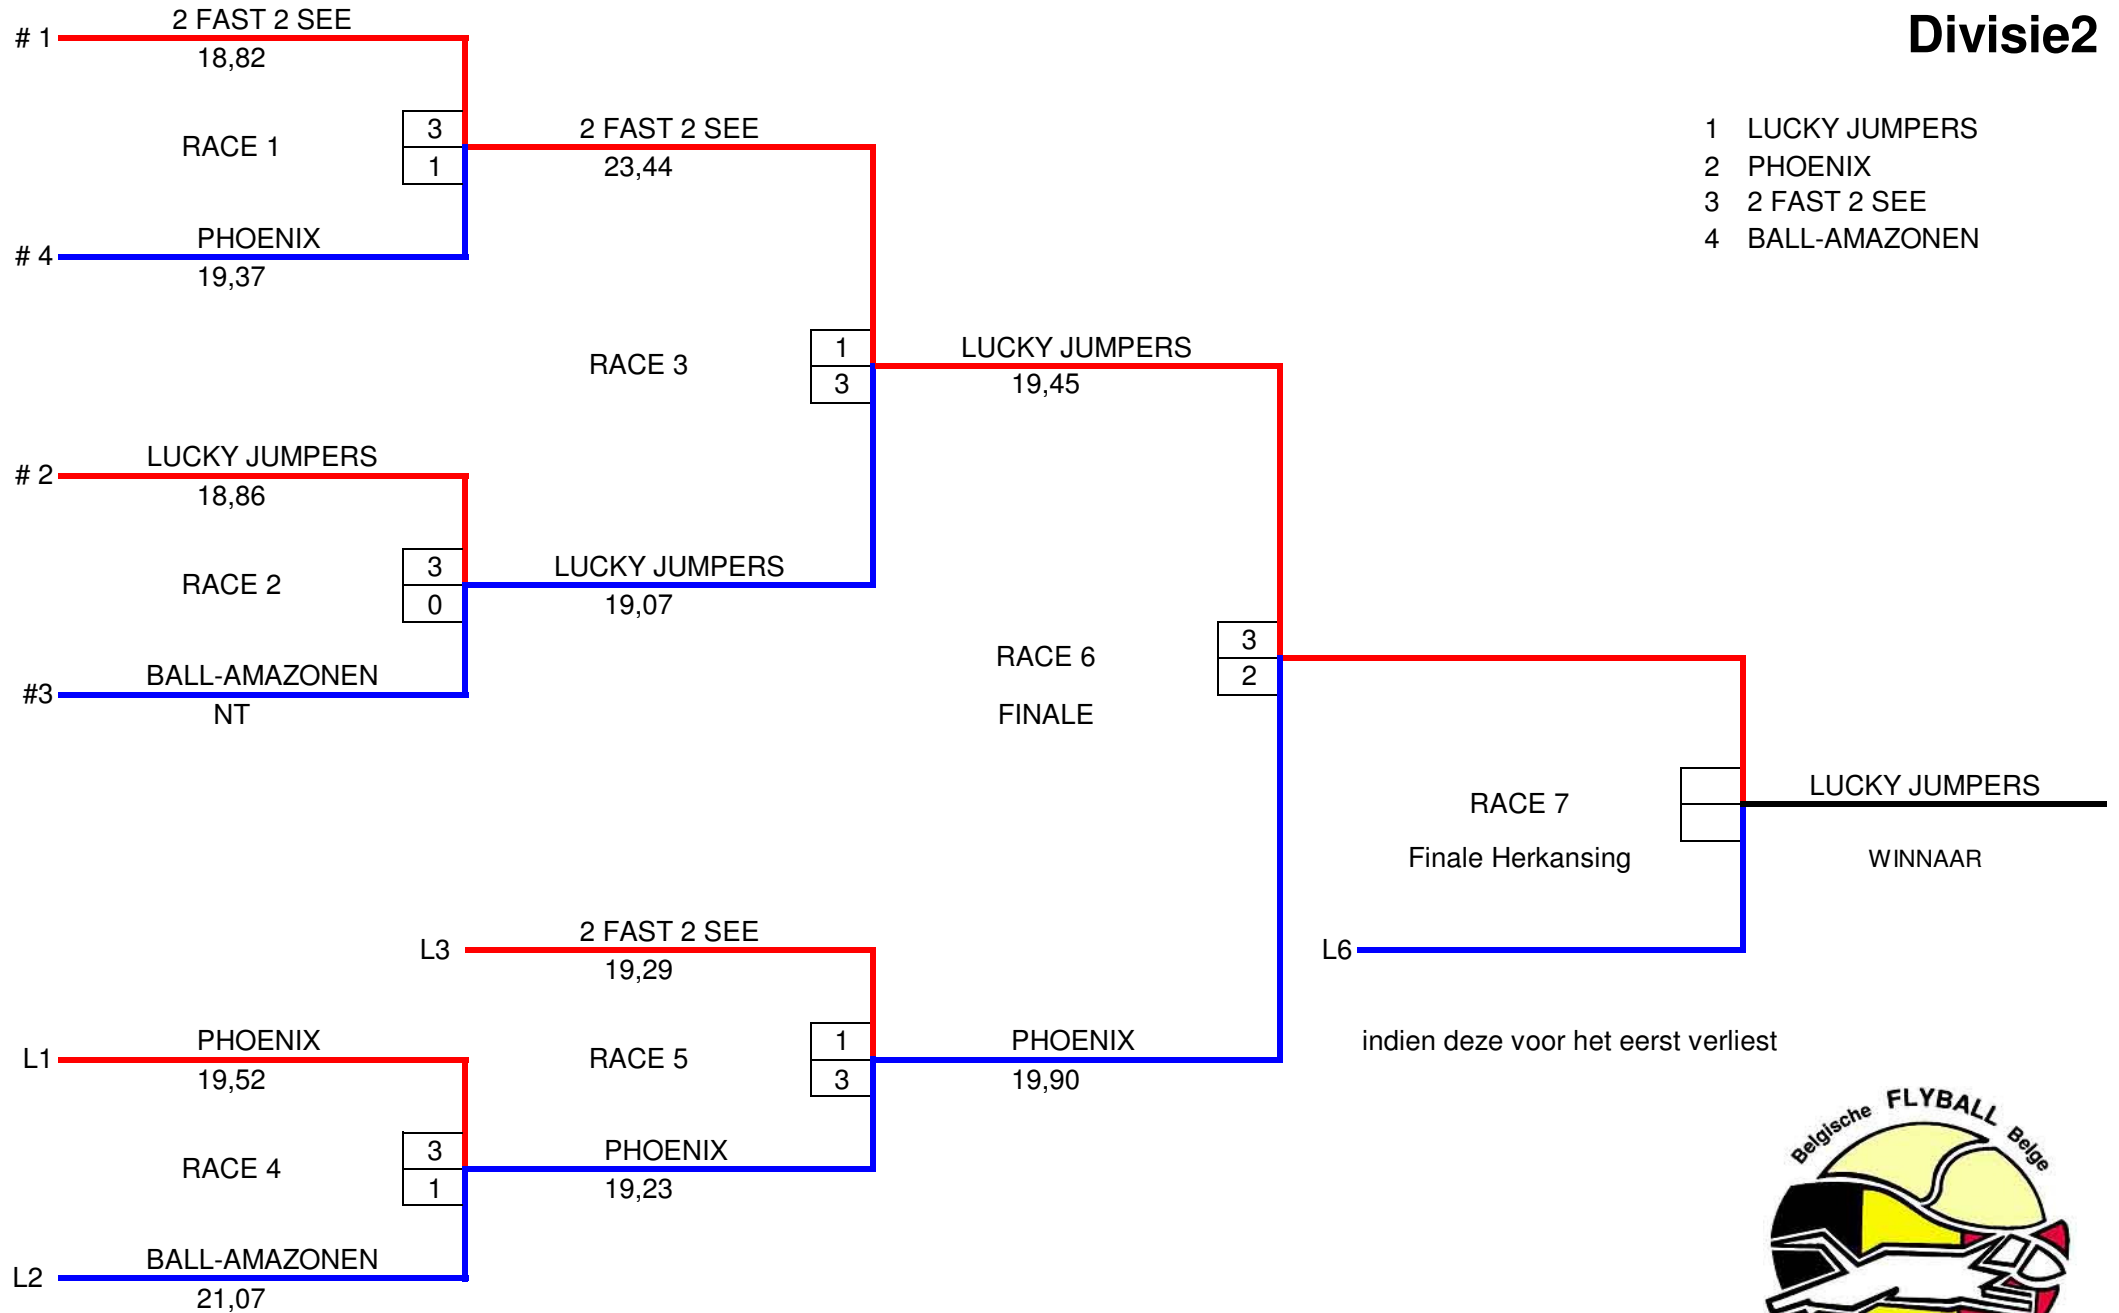 2 FAST 2 SEE
# 1
18,82
Divisie2
RACE 1
3
1
2 FAST 2 SEE
23,44
1 LUCKY JUMPERS
2 PHOENIX
3 2 FAST 2 SEE
4 BALL-AMAZONEN
PHOENIX
# 4
19,37
RACE 3
1
3
LUCKY JUMPERS
19,45
LUCKY JUMPERS
# 2
18,86
RACE 2
3
0
LUCKY JUMPERS
19,07
BALL-AMAZONEN
#3
NT
RACE 6
3
2
FINALE
RACE 7
LUCKY JUMPERS
Finale Herkansing
WINNAAR
L3
2 FAST 2 SEE
19,29
L6
PHOENIX
L1
19,52
RACE 5
1
3
PHOENIX
19,90
indien deze voor het eerst verliest
RACE 4
3
1
PHOENIX
19,23
BALL-AMAZONEN
L2
21,07
Belgische FLYBALL Belge